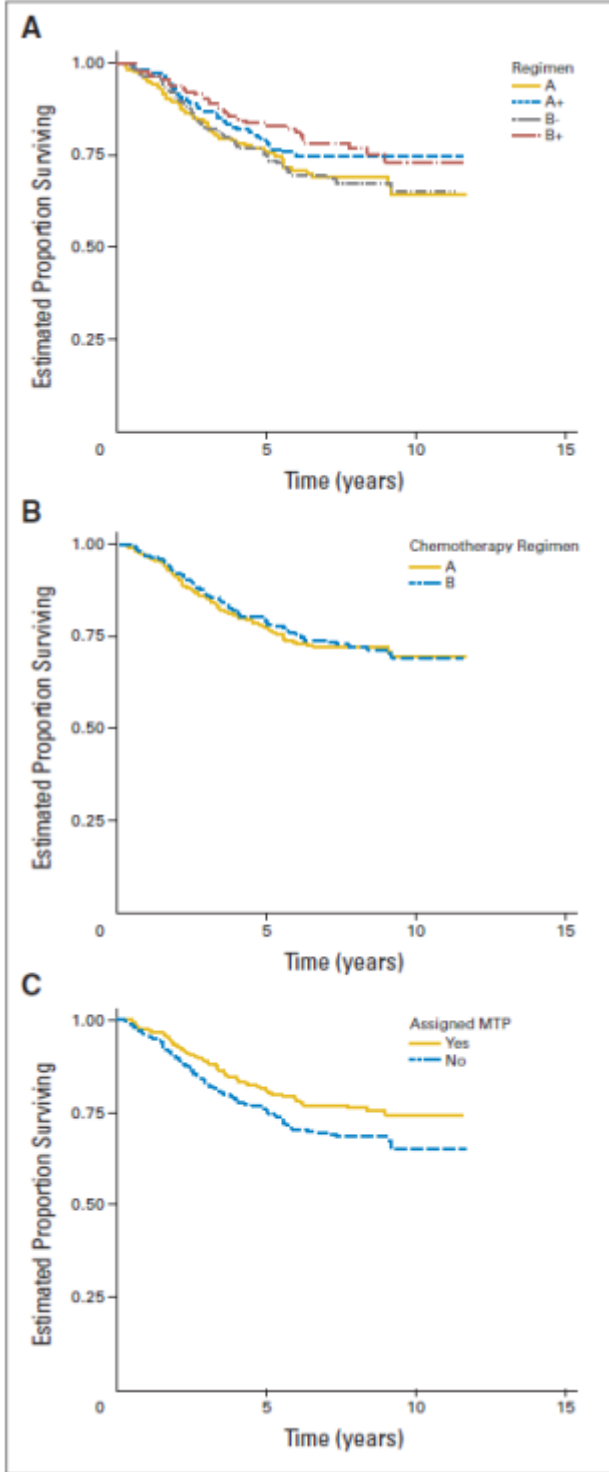 A
Estimated Proportion Surviving
1.00
0.75
0.50
0.25
0
5
10
15
Time (years)
Regimen
A
A+
B-
B+
B
Estimated Proportion Surviving
1.00
0.75
0.50
0.25
0
5
10
15
Time (years)
Chemotherapy Regimen
A
B
C
Estimated Proportion Surviving
1.00
0.75
0.50
0.25
0
5
10
15
Time (years)
Assigned MTP
Yes
No